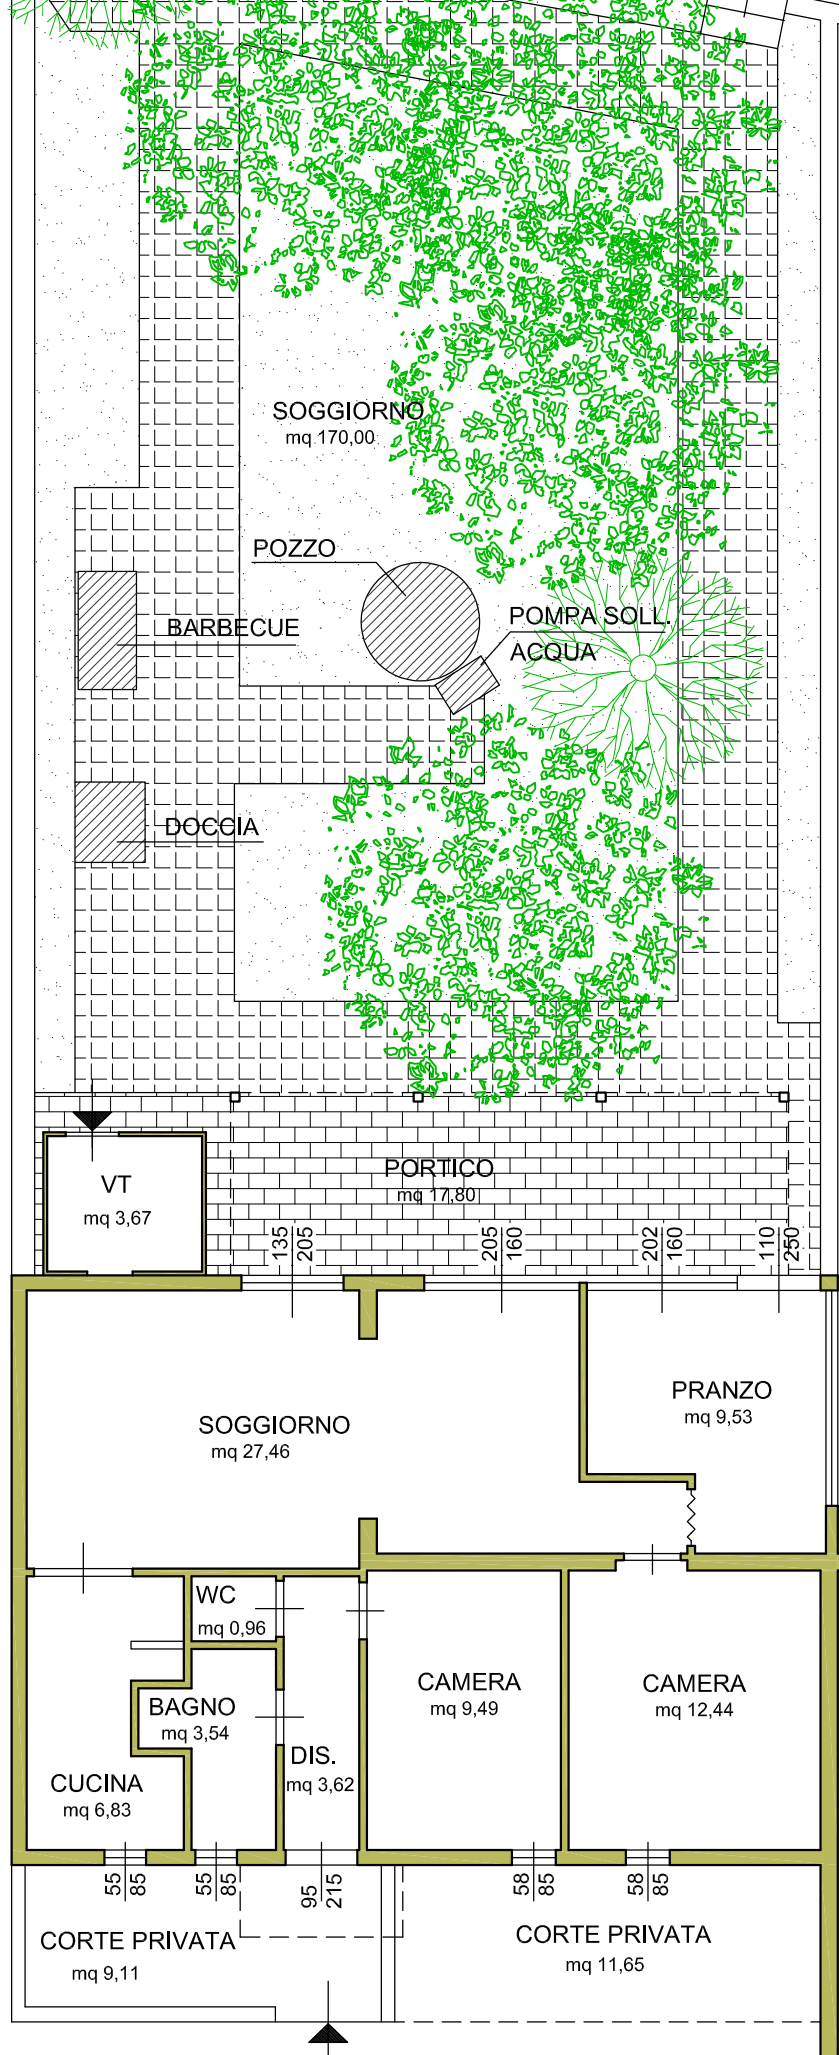 SOGGIORNO
mq 170,00
POZZO
BARBECUE
POMPA SOLL.
ACQUA
DOCCIA
VT
mq 3,67
PORTICO
mq 17,80
135
205
205
160
202
160
110
250
PRANZO
mq 9,53
SOGGIORNO
mq 27,46
WC
mq 0,96
CAMERA
mq 9,49
CAMERA
mq 12,44
BAGNO
mq 3,54
DIS.
mq 3,62
CUCINA
mq 6,83
55
85
55
85
95
215
58
85
58
85
CORTE PRIVATA
mq 9,11
CORTE PRIVATA
mq 11,65